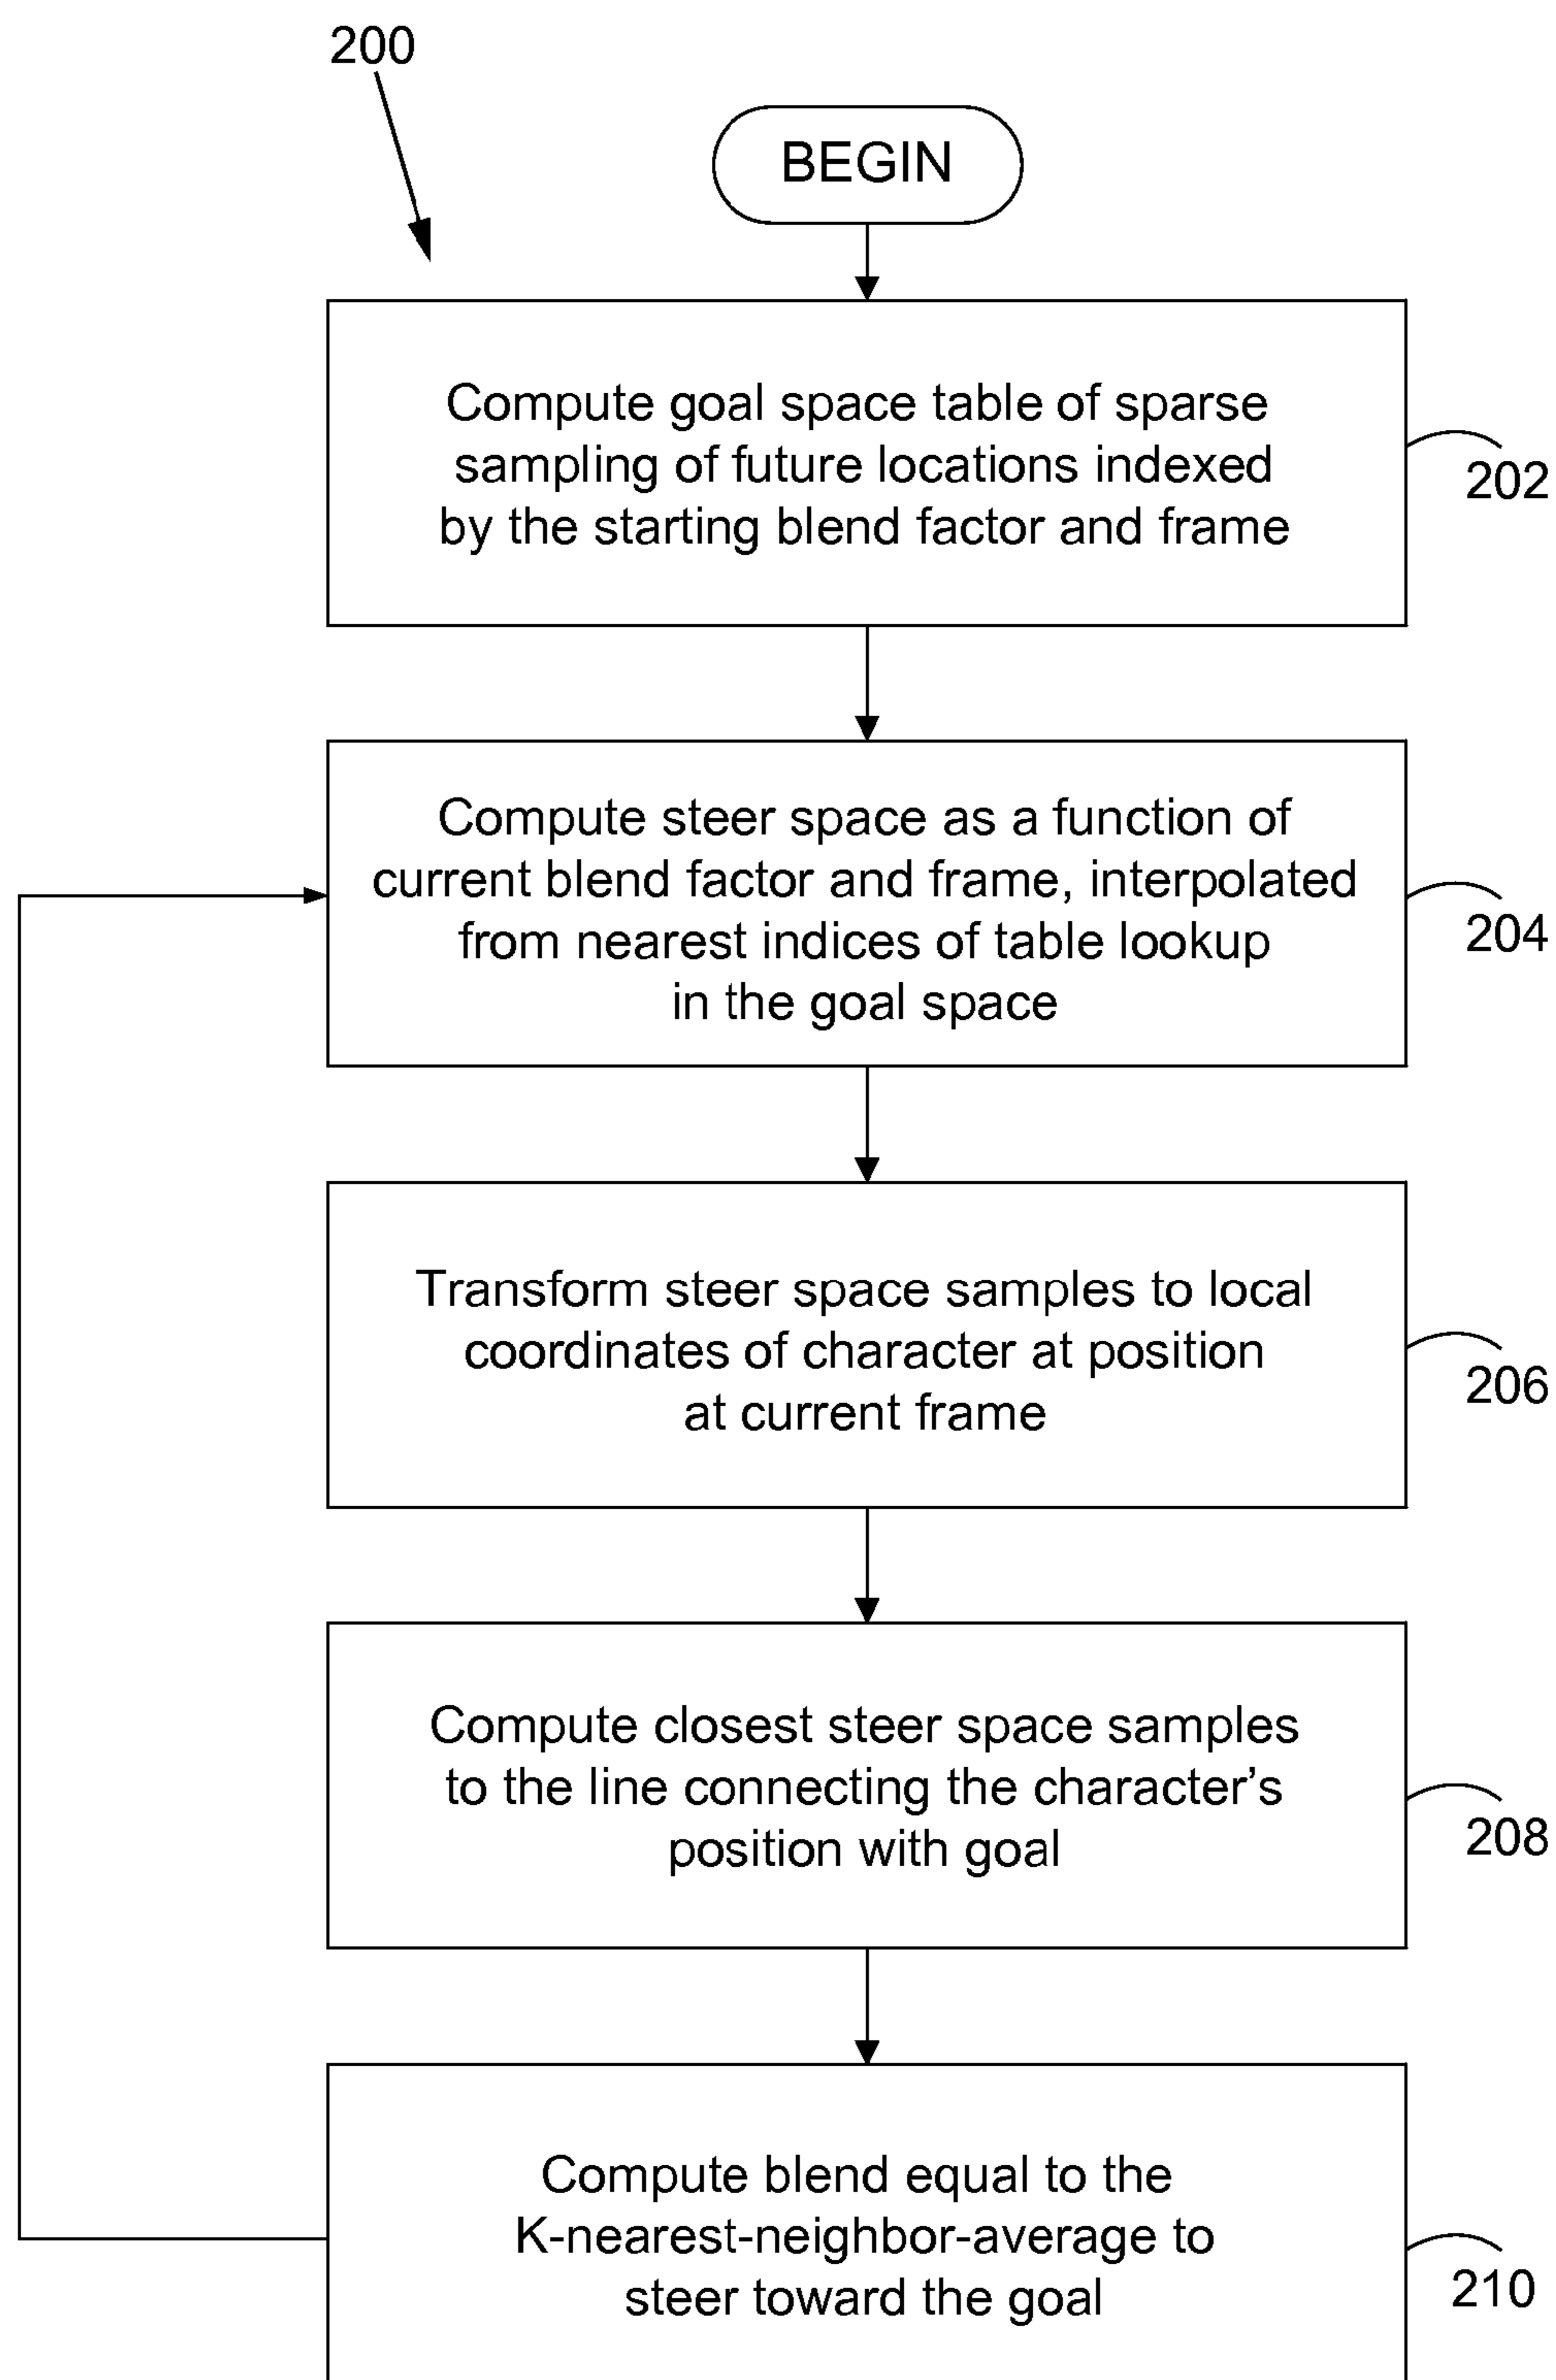 200
BEGIN
Compute goal space table of sparse
sampling of future locations indexed
by the starting blend factor and frame
202
Compute steer space as a function of
current blend factor and frame, interpolated
from nearest indices of table lookup
in the goal space
204
Transform steer space samples to local
coordinates of character at position
at current frame
206
Compute closest steer space samples
to the line connecting the character’s
position with goal
208
Compute blend equal to the
K-nearest-neighbor-average to
steer toward the goal
210